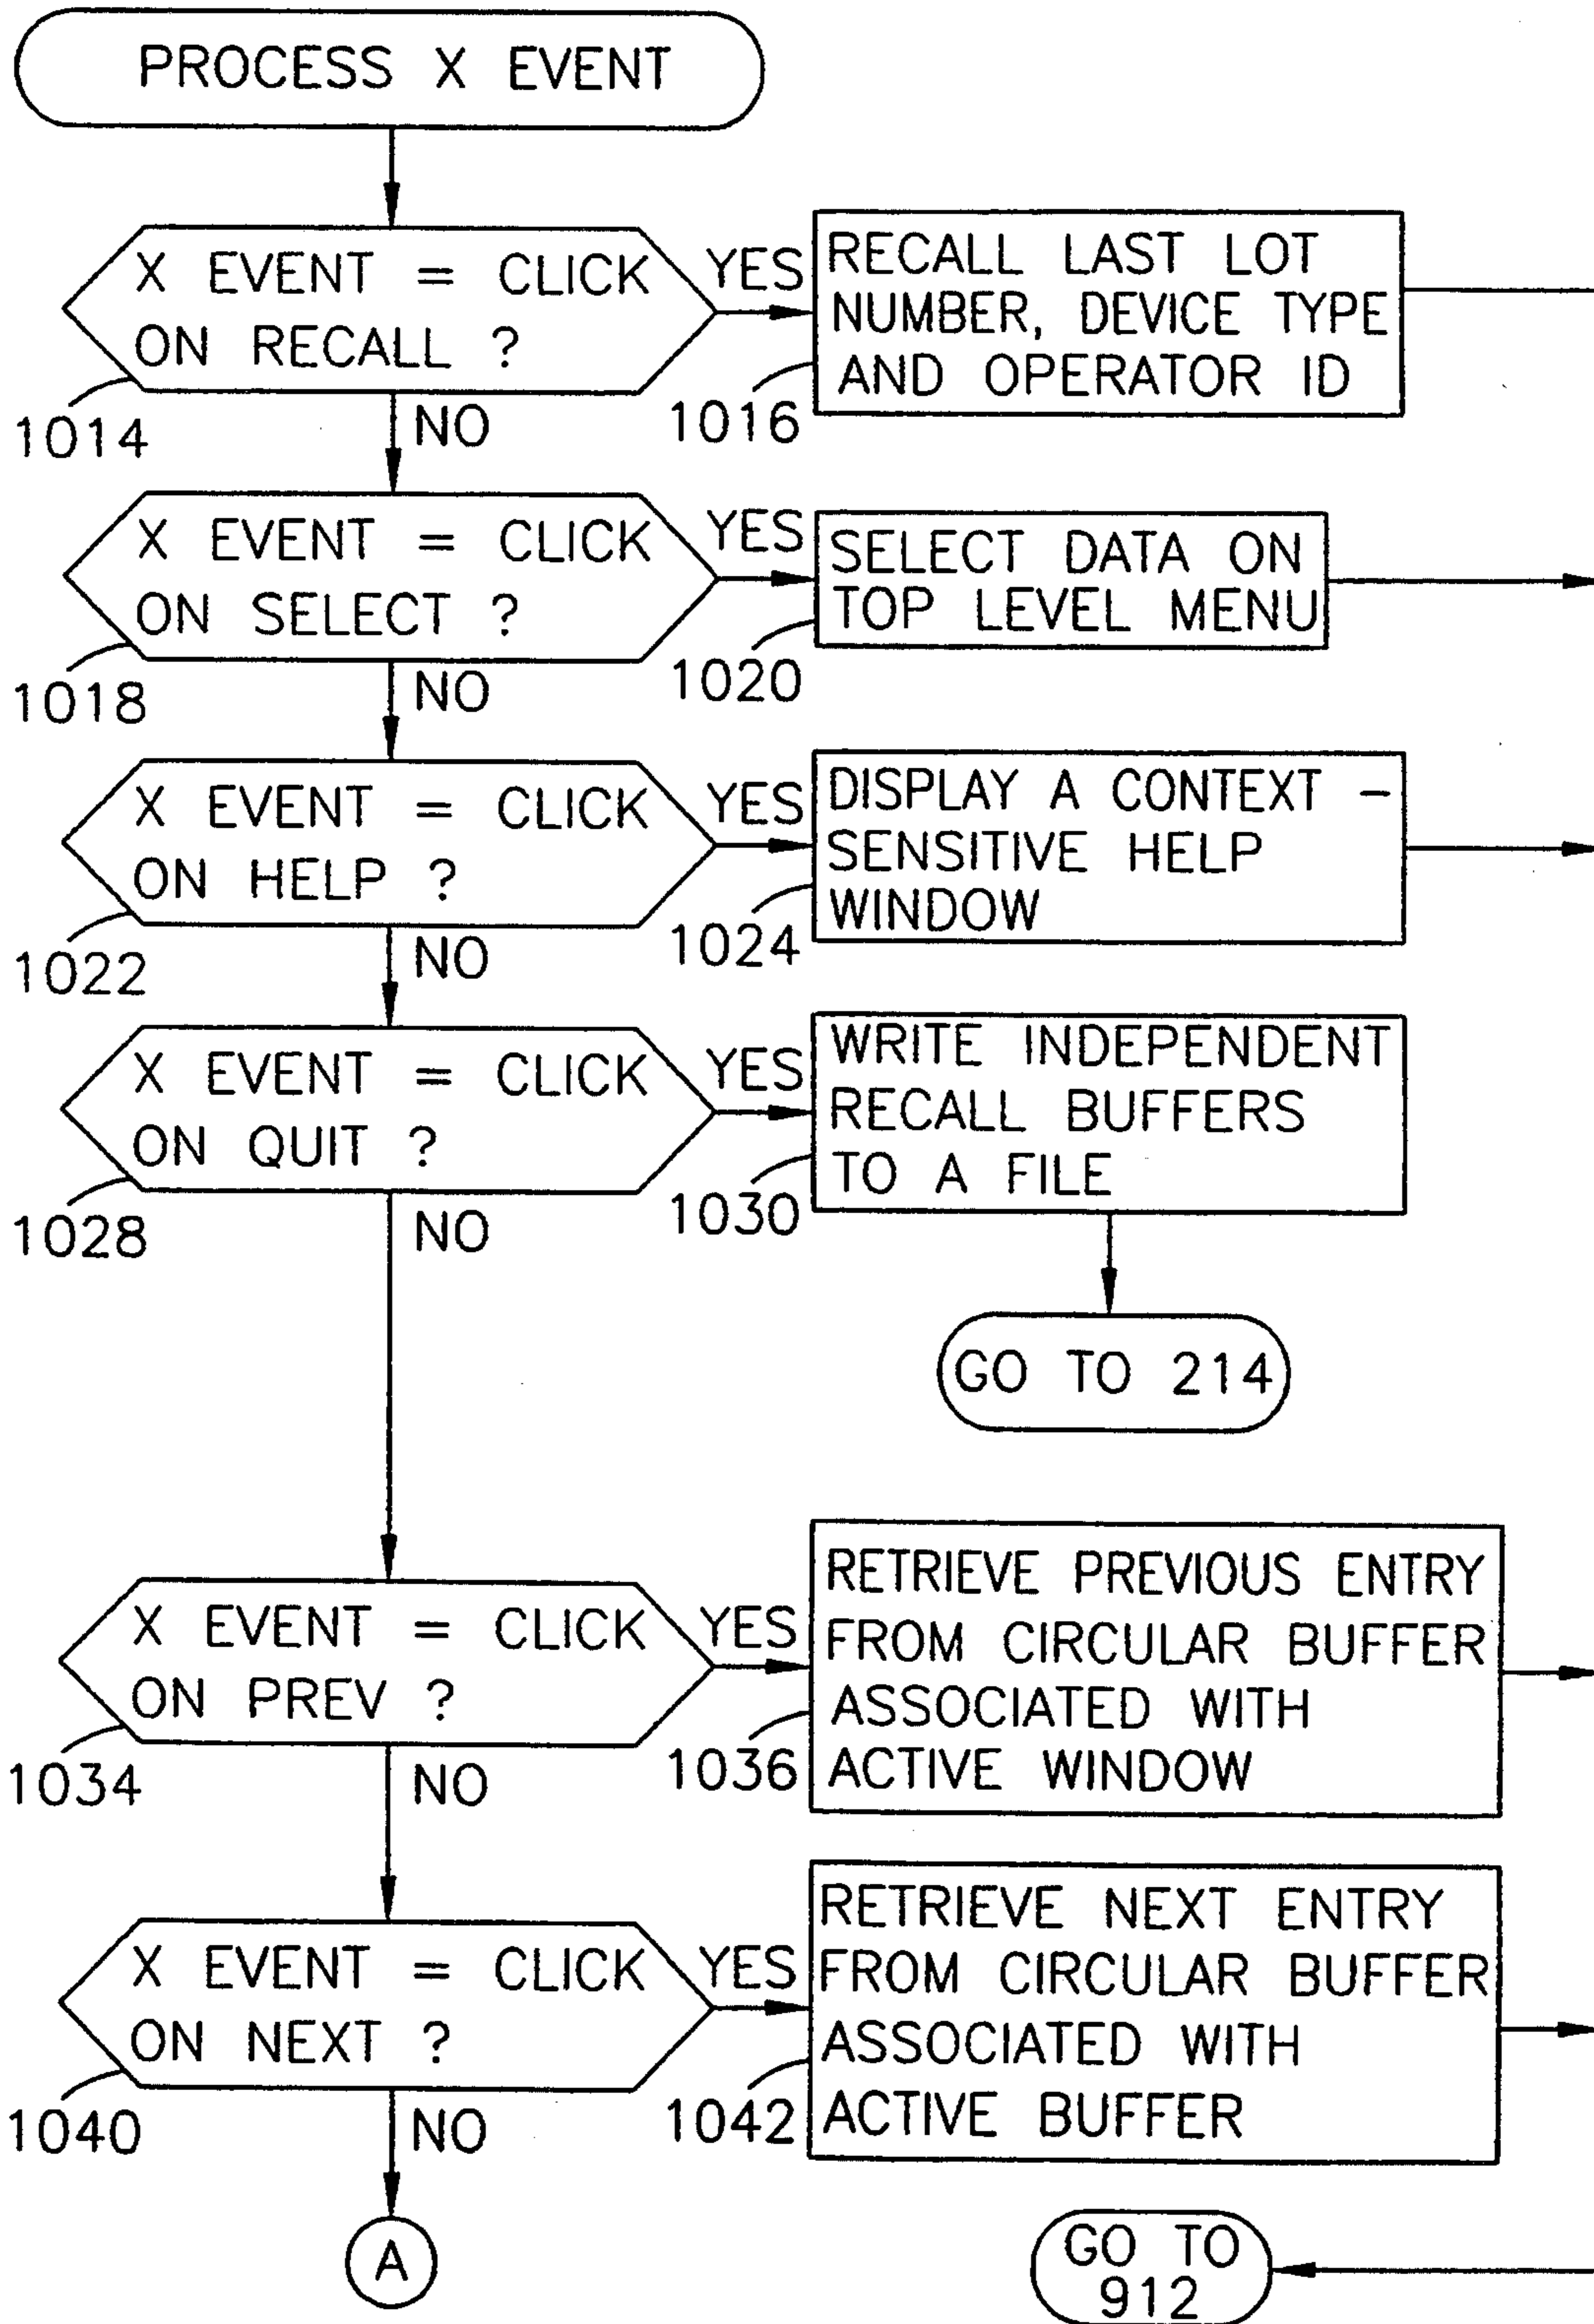 PROCESS X EVENT
X EVENT = CLICK
ON RECALL ?
1014
YES
NO
RECALL LAST LOT
NUMBER, DEVICE TYPE
AND OPERATOR ID
1016
X EVENT = CLICK
ON SELECT ?
1018
YES
NO
SELECT DATA ON
TOP LEVEL MENU
1020
X EVENT = CLICK
ON HELP ?
1022
YES
NO
DISPLAY A CONTEXT -
SENSITIVE HELP
WINDOW
1024
X EVENT = CLICK
ON QUIT ?
1028
YES
NO
WRITE INDEPENDENT
RECALL BUFFERS
TO A FILE
1030
GO TO 214
X EVENT = CLICK
ON PREV ?
1034
YES
NO
RETRIEVE PREVIOUS ENTRY
FROM CIRCULAR BUFFER
ASSOCIATED WITH
ACTIVE WINDOW
1036
X EVENT = CLICK
ON NEXT ?
1040
YES
NO
RETRIEVE NEXT ENTRY
FROM CIRCULAR BUFFER
ASSOCIATED WITH
ACTIVE BUFFER
1042
A
GO TO
912